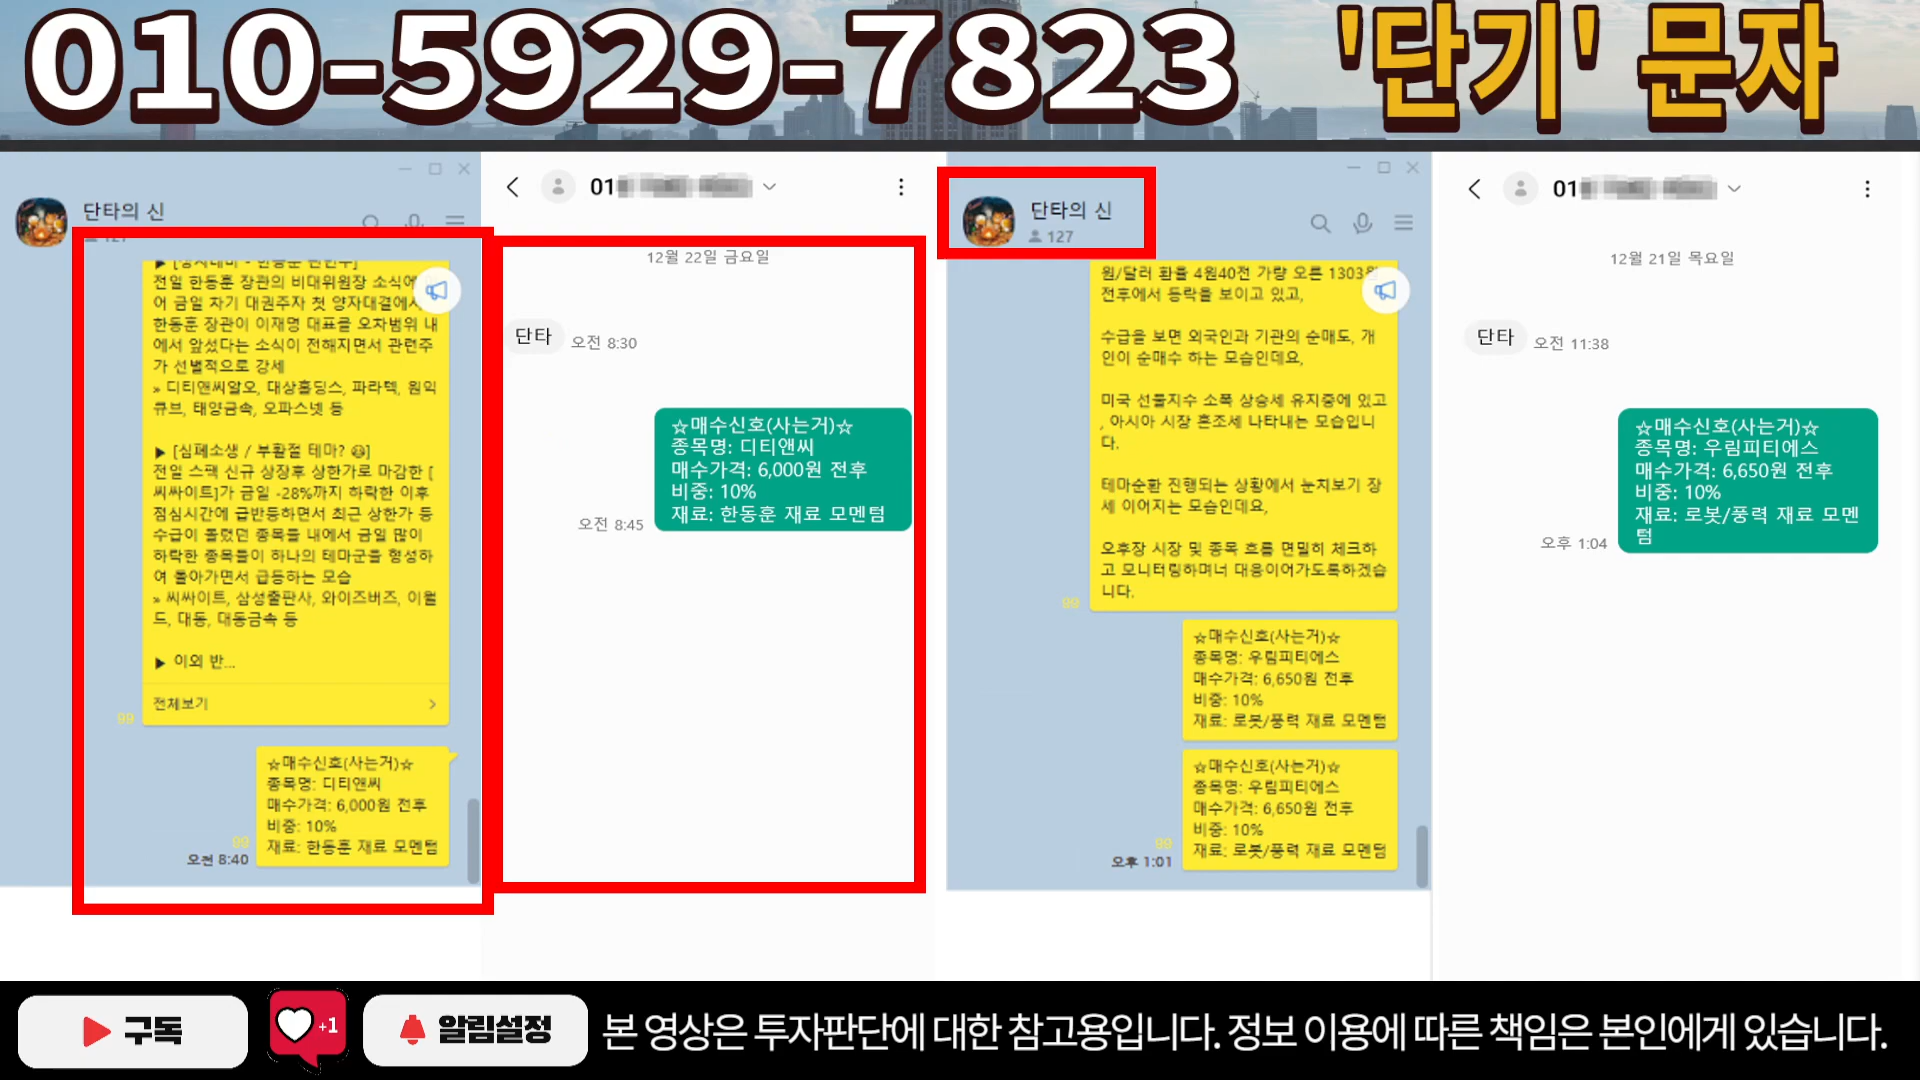 010-5929-7823 '단기' 문자
단타의 신
127
전일 한동훈 장관의 비대위원장 소식에
어 금일 차기 대권주자 첫 양자대결에서
한동훈 장관이 이재명 대표를 오차범위 내
에서 앞섰다는 소식이 전해지면서 관련주
가 선별적으로 강세
» 디티앤씨알오, 대상홀딩스, 파라텍, 원익
큐브, 태양금속, 오파스넷 등
▶ [심폐소생 / 부활절 테마? ]
전일 스팩 신규 상장후 상한가로 마감한 [
씨싸이트]가 금일 -28%까지 하락한 이후
점심시간에 급반등하면서 최근 상한가 등
수급이 몰렸던 종목들 내에서 금일 많이
하락한 종목들이 하나의 테마군을 형성하
여 돌아가면서 급등하는 모습
» 씨싸이트, 삼성출판사, 와이즈버즈, 이월
드, 대동, 대동금속 등
▶ 이외 반...
전체보기
99
☆매수신호(사는거)☆
종목명: 디티앤씨
매수가격: 6,000원 전후
비중: 10%
재료: 한동훈 재료 모멘텀
99
오전 8:40
01
12월 22일 금요일
단타
오전 8:30
☆매수신호(사는거)☆
종목명: 디티앤씨
매수가격: 6,000원 전후
비중: 10%
재료: 한동훈 재료 모멘텀
오전 8:45
단타의 신
127
원/달러 환율 4원40전 가량 오른 1303원
전후에서 등락을 보이고 있고,
수급을 보면 외국인과 기관의 순매도, 개
인이 순매수 하는 모습인데요,
미국 선물지수 소폭 상승세 유지중에 있고
, 아시아 시장 혼조세 나타내는 모습입니
다.
테마순환 진행되는 상황에서 눈치보기 장
세 이어지는 모습인데요,
오후장 시장 및 종목 흐름 면밀히 체크하
고 모니터링하며너 대응이어가도록하겠습
니다.
99
☆매수신호(사는거)☆
종목명: 우림피티에스
매수가격: 6,650원 전후
비중: 10%
재료: 로봇/풍력 재료 모멘텀
☆매수신호(사는거)☆
종목명: 우림피티에스
매수가격: 6,650원 전후
비중: 10%
재료: 로봇/풍력 재료 모멘텀
99
오후 1:01
01
12월 21일 목요일
단타
오전 11:38
☆매수신호(사는거)☆
종목명: 우림피티에스
매수가격: 6,650원 전후
비중: 10%
재료: 로봇/풍력 재료 모멘
텀
오후 1:04
구독
+1
알림설정
본 영상은 투자판단에 대한 참고용입니다. 정보 이용에 따른 책임은 본인에게 있습니다.